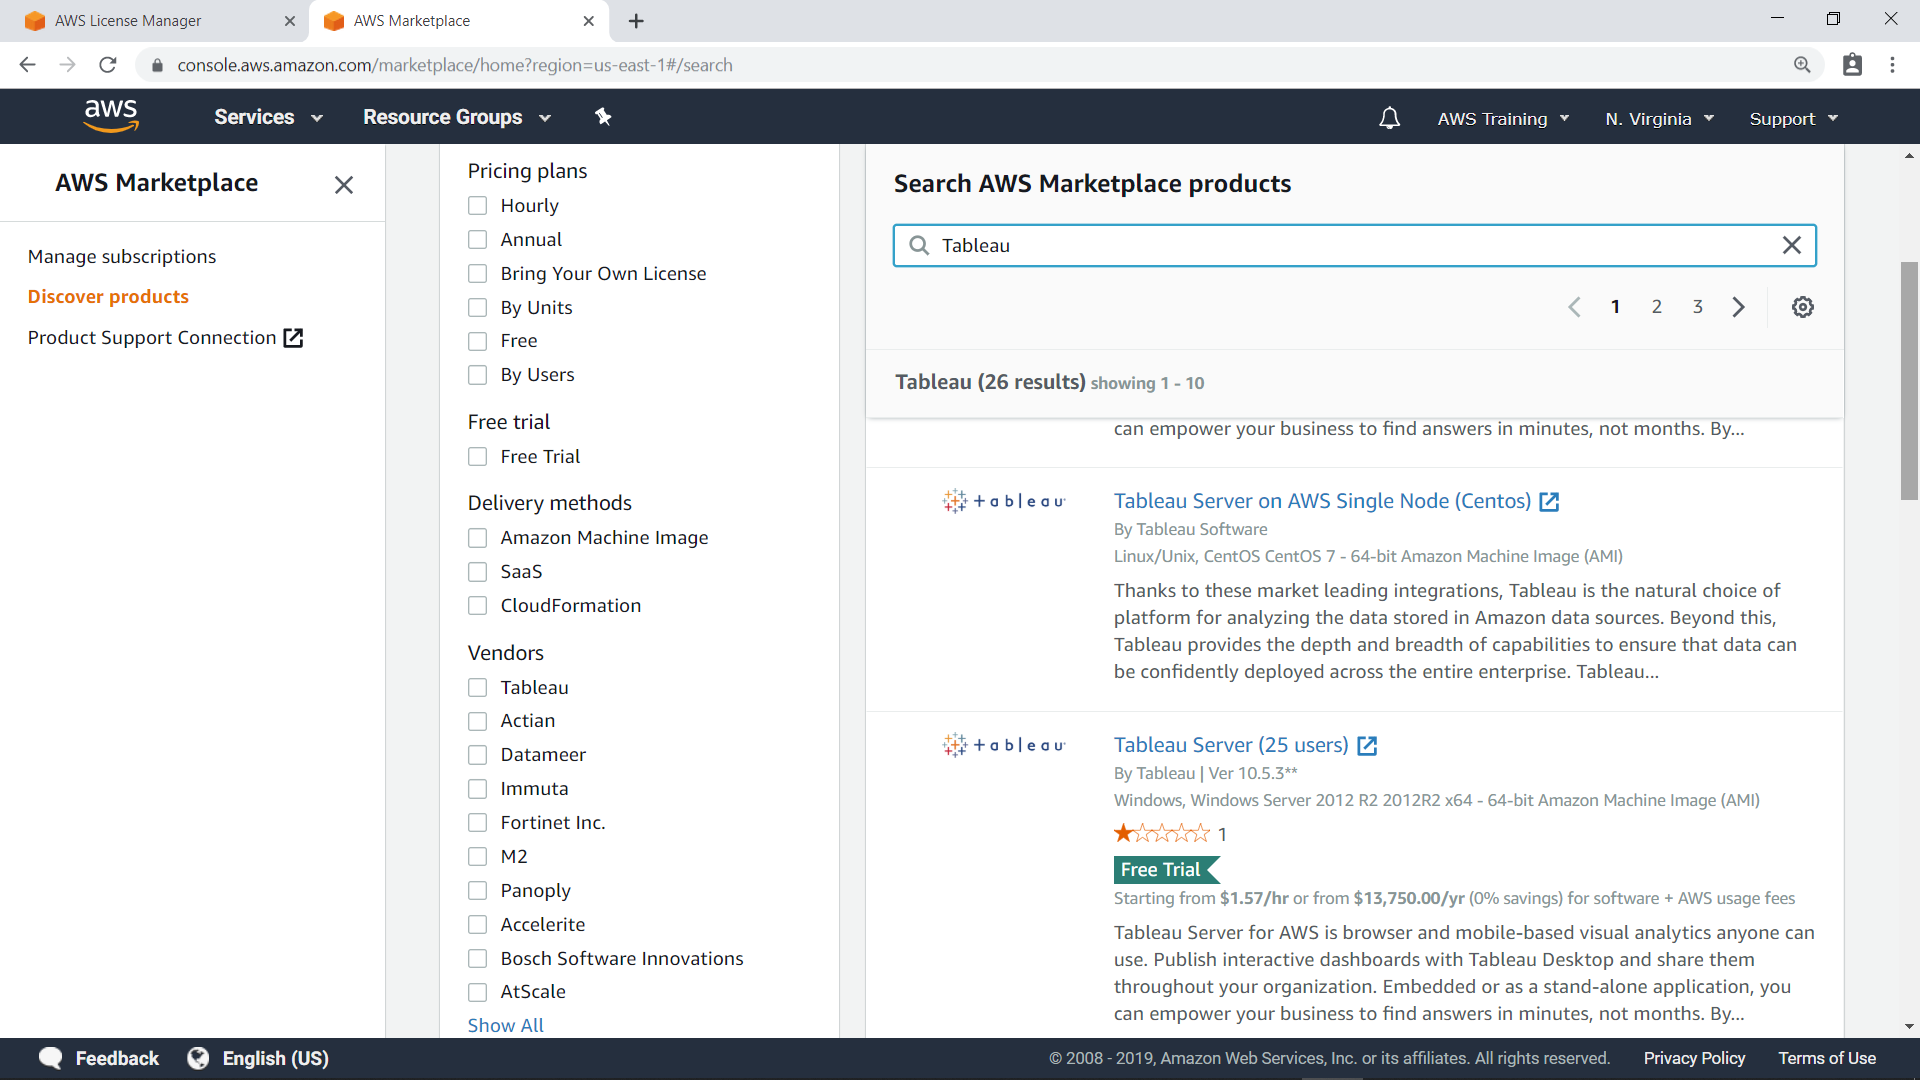 AWS License Manager
AWS Marketplace
console.aws.amazon.com/marketplace/home?region=us-east-1#/search
aws
Services
Resource Groups
AWS Training
N. Virginia
Support
AWS Marketplace
Manage subscriptions
Discover products
Product Support Connection
Pricing plans
Hourly
Annual
Bring Your Own License
By Units
Free
By Users
Free trial
Free Trial
Delivery methods
Amazon Machine Image
SaaS
CloudFormation
Vendors
Tableau
Actian
Datameer
Immuta
Fortinet Inc.
M2
Panoply
Accelerite
Bosch Software Innovations
AtScale
Show All
Search AWS Marketplace products
Tableau
1 2 3
Tableau (26 results) showing 1 - 10
can empower your business to find answers in minutes, not months. By...
+ableau
Tableau Server on AWS Single Node (Centos)
By Tableau Software
Linux/Unix, CentOS CentOS 7 - 64-bit Amazon Machine Image (AMI)
Thanks to these market leading integrations, Tableau is the natural choice of
platform for analyzing the data stored in Amazon data sources. Beyond this,
Tableau provides the depth and breadth of capabilities to ensure that data can
be confidently deployed across the entire enterprise. Tableau...
+ableau
Tableau Server (25 users)
By Tableau | Ver 10.5.3**
Windows, Windows Server 2012 R2 2012R2 x64 - 64-bit Amazon Machine Image (AMI)
1
Free Trial
Starting from $1.57/hr or from $13,750.00/yr (0% savings) for software + AWS usage fees
Tableau Server for AWS is browser and mobile-based visual analytics anyone can
use. Publish interactive dashboards with Tableau Desktop and share them
throughout your organization. Embedded or as a stand-alone application, you
can empower your business to find answers in minutes, not months. By...
Feedback
English (US)
© 2008 - 2019, Amazon Web Services, Inc. or its affiliates. All rights reserved.
Privacy Policy
Terms of Use